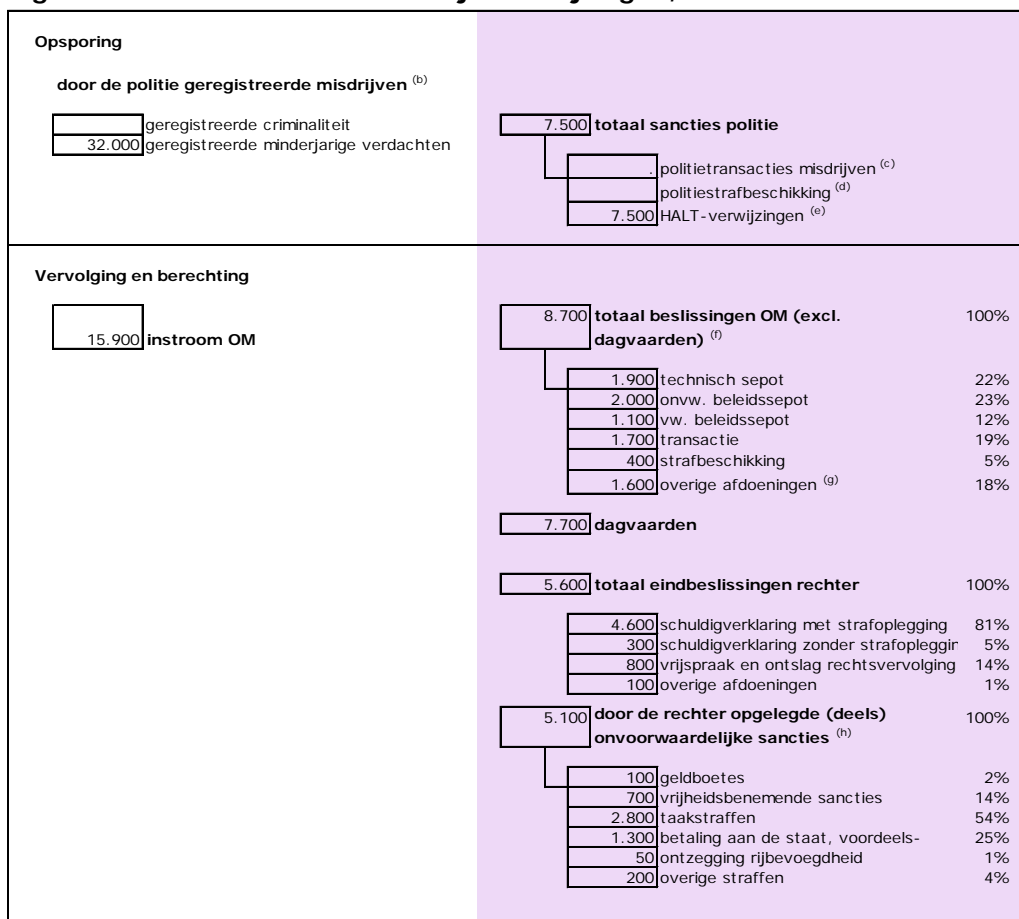 Opsporing
door de politie geregistreerde misdrijven (b)
geregistreerde criminaliteit
32.000 geregistreerde minderjarige verdachten
7.500 totaal sancties politie
. politietransacties misdrijven (c)
politiestrafbeschikking (d)
7.500 HALT-verwijzingen (e)
Vervolging en berechting
15.900 instroom OM
8.700 totaal beslissingen OM (excl. 100%
dagvaarden) (f)
1.900 technisch sepot 22%
2.000 onvw. beleidssepot 23%
1.100 vw. beleidssepot 12%
1.700 transactie 19%
400 strafbeschikking 5%
1.600 overige afdoeningen (g) 18%
7.700 dagvaarden
5.600 totaal eindbeslissingen rechter 100%
4.600 schuldigverklaring met strafoplegging 81%
300 schuldigverklaring zonder strafopleggin 5%
800 vrijspraak en ontslag rechtsvervolging 14%
100 overige afdoeningen 1%
5.100 door de rechter opgelegde (deels) 100%
onvoorwaardelijke sancties (h)
100 geldboetes 2%
700 vrijheidsbenemende sancties 14%
2.800 taakstraffen 54%
1.300 betaling aan de staat, voordeels- 25%
50 ontzegging rijbevoegdheid 1%
200 overige straffen 4%